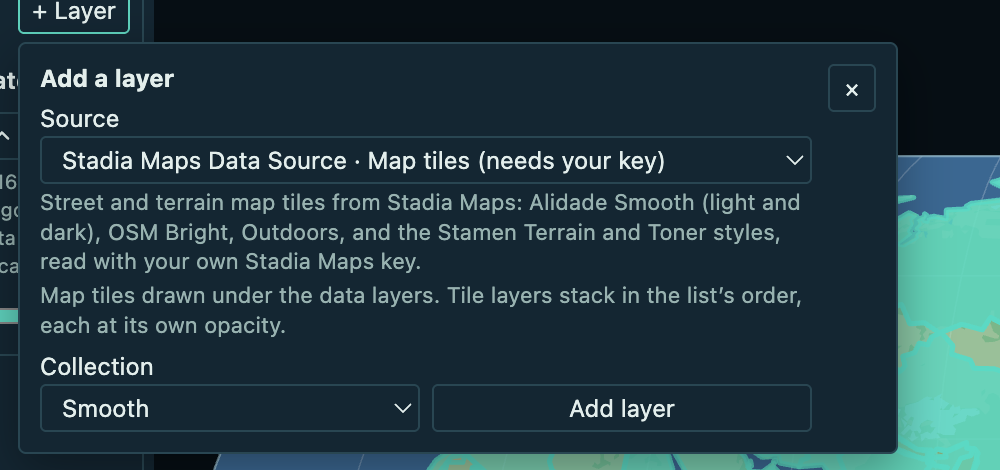 + Layer
Add a layer
×
Source
Stadia Maps Data Source · Map tiles (needs your key)
Street and terrain map tiles from Stadia Maps: Alidade Smooth (light and
dark), OSM Bright, Outdoors, and the Stamen Terrain and Toner styles,
read with your own Stadia Maps key.
Map tiles drawn under the data layers. Tile layers stack in the list’s order,
each at its own opacity.
Collection
Smooth
Add layer